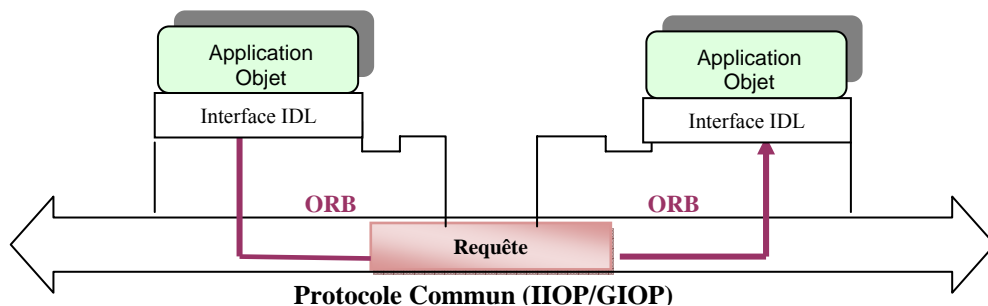 Application
Objet
Interface IDL
Application
Objet
Interface IDL
ORB
ORB
Requête
Protocole Commun (IIOP/GIOP)